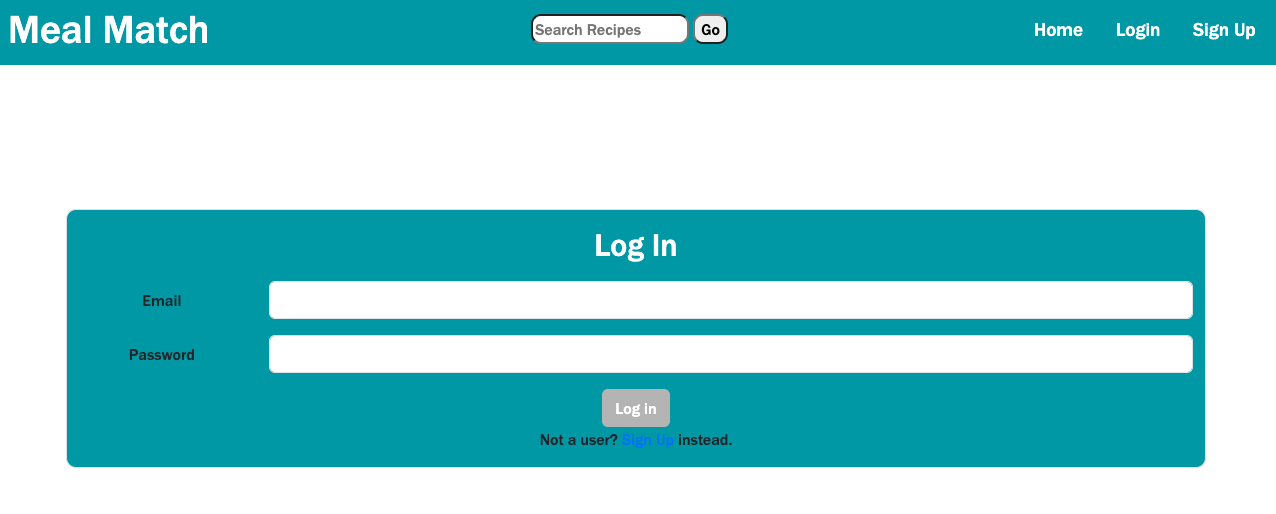 Meal Match
Search Recipes Go
Home Login Sign Up
Log In
Email
Password
Log in
Not a user? Sign Up instead.